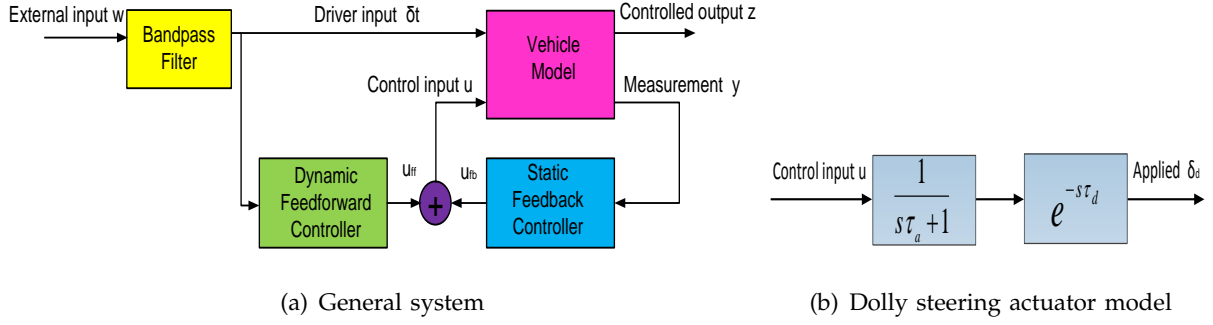 External input w
Bandpass
Filter
Driver input δt
Vehicle
Model
Controlled output z
Control input u
Measurement y
Dynamic
Feedforward
Controller
uff
+
ufb
Static
Feedback
Controller
Control input u
1
sτa+1
e^-sτd
Applied δd
(a) General system
(b) Dolly steering actuator model